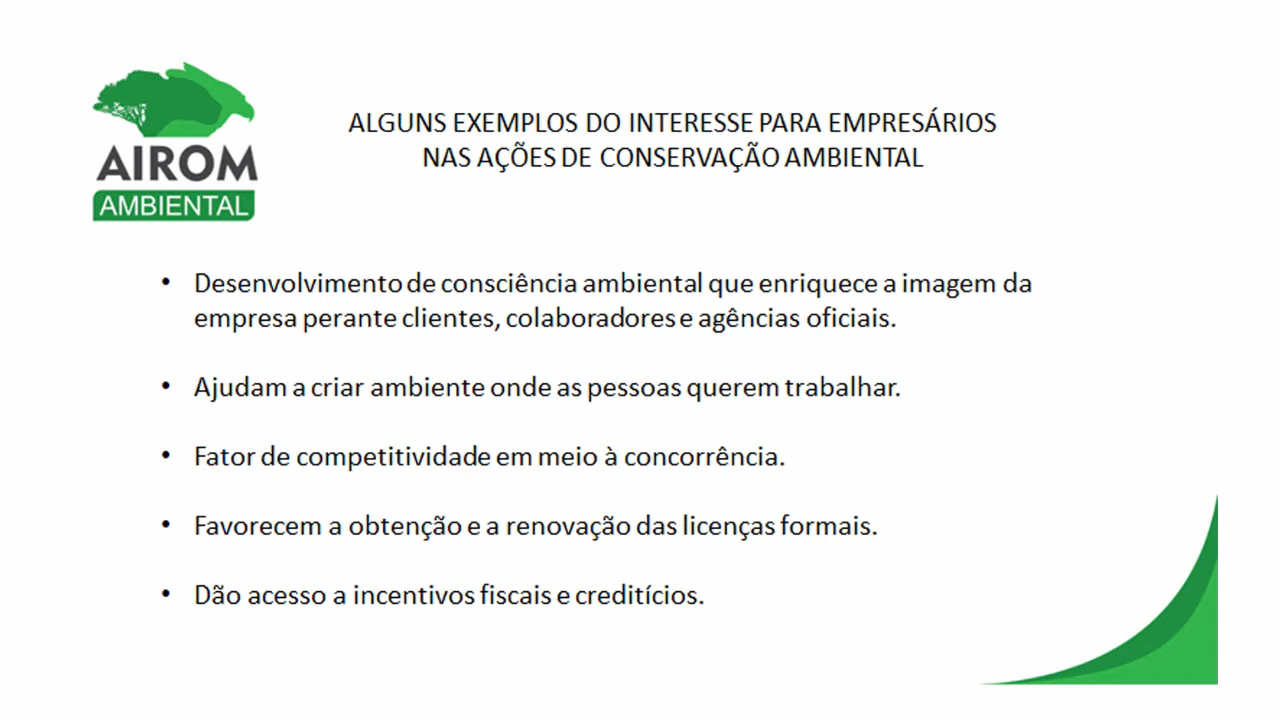 AIROM
AMBIENTAL
ALGUNS EXEMPLOS DO INTERESSE PARA EMPRESÁRIOS
NAS AÇÕES DE CONSERVAÇÃO AMBIENTAL
• Desenvolvimento de consciência ambiental que enriquece a imagem da
empresa perante clientes, colaboradores e agências oficiais.
• Ajudam a criar ambiente onde as pessoas querem trabalhar.
• Fator de competitividade em meio à concorrência.
• Favorecem a obtenção e a renovação das licenças formais.
• Dão acesso a incentivos fiscais e creditícios.